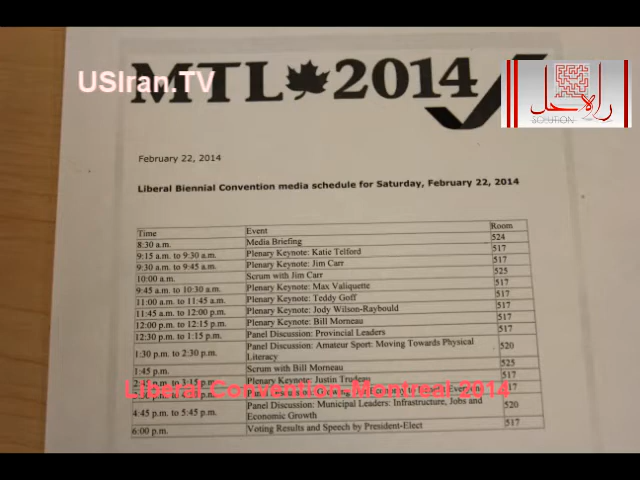 USIran.TV
MTL 2014
راه حل
SOLUTION
February 22, 2014
Liberal Biennial Convention media schedule for Saturday, February 22, 2014
Time Event Room
8:30 a.m. Media Briefing 524
9:15 a.m. to 9:30 a.m. Plenary Keynote: Katie Telford 517
9:30 a.m. to 9:45 a.m. Plenary Keynote: Jim Carr 517
10:00 a.m. Scrum with Jim Carr 525
9:45 a.m. to 10:30 a.m. Plenary Keynote: Max Valiquette 517
11:00 a.m. to 11:45 a.m. Plenary Keynote: Teddy Goff 517
11:45 a.m. to 12:00 p.m. Plenary Keynote: Jody Wilson-Raybould 517
12:00 p.m. to 12:15 p.m. Plenary Keynote: Bill Morneau 517
12:30 p.m. to 1:15 p.m. Panel Discussion: Provincial Leaders 517
1:30 p.m. to 2:30 p.m. Panel Discussion: Amateur Sport: Moving Towards Physical 520
Literacy
1:45 p.m. Scrum with Bill Morneau 525
2:45 p.m. to 3:15 p.m. Plenary Keynote: Justin Trudeau 517
Liberal Convention-Montreal 2014
4:45 p.m. to 5:45 p.m. Panel Discussion: Municipal Leaders: Infrastructure, Jobs and 520
Economic Growth
6:00 p.m. Voting Results and Speech by President-Elect 517